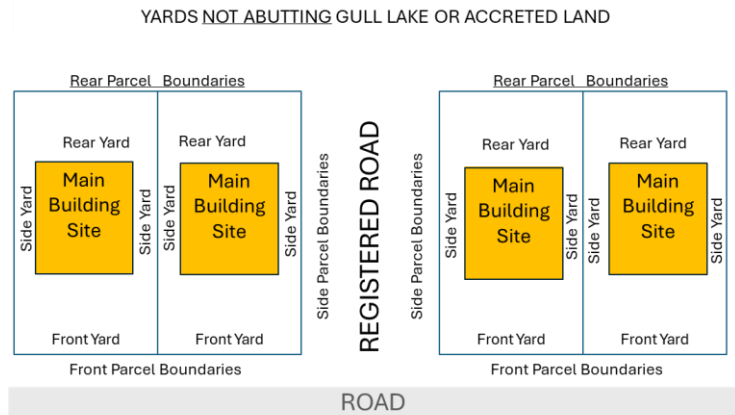 YARDS NOT ABUTTING GULL LAKE OR ACCRETED LAND
Rear Parcel Boundaries
Rear Parcel Boundaries
Rear Yard
Rear Yard
Rear Yard
Rear Yard
Side Yard
Main
Building
Site
Side Yard
Side Yard
Main
Building
Site
Side Yard
Side Parcel Boundaries
REGISTERED ROAD
Side Parcel Boundaries
Side Yard
Main
Building
Site
Side Yard
Side Yard
Main
Building
Site
Side Yard
Front Yard
Front Yard
Front Yard
Front Yard
Front Parcel Boundaries
Front Parcel Boundaries
ROAD